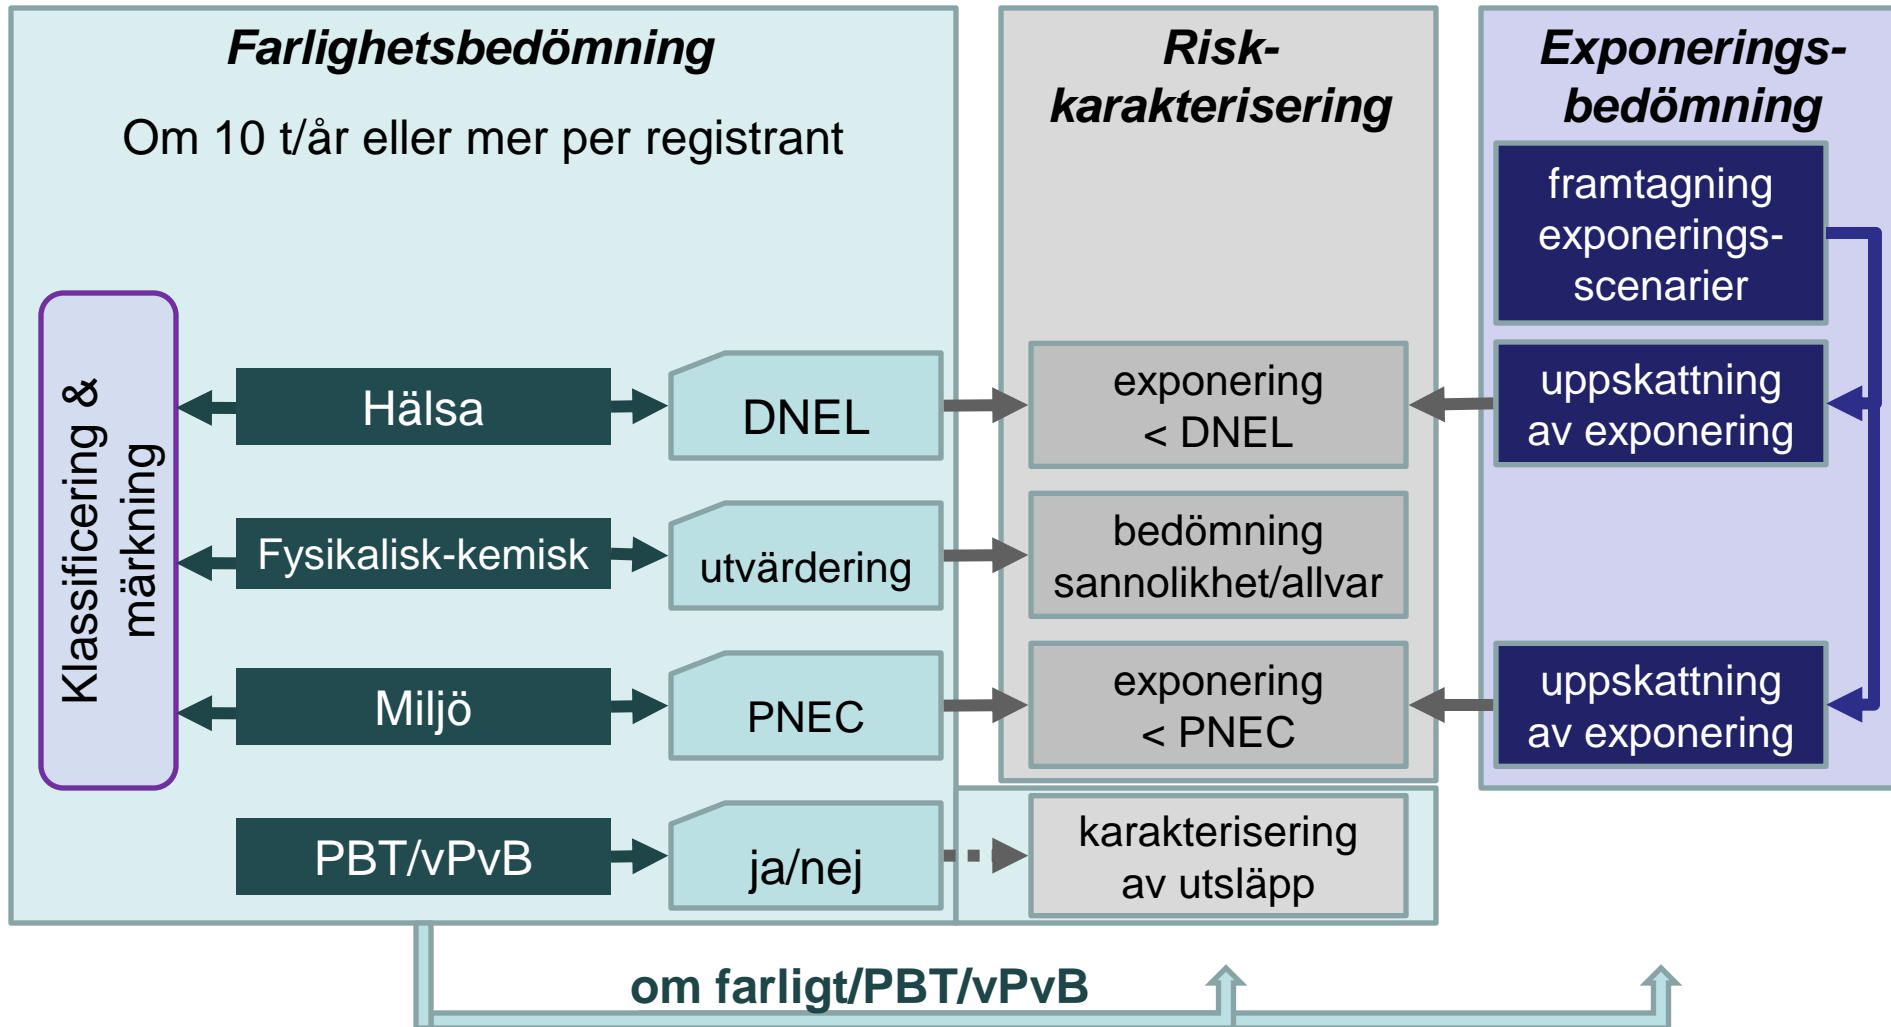 Farlighetsbedömning
Om 10 t/år eller mer per registrant
Klassificering &
märkning
Hälsa
DNEL
Fysikalisk-kemisk
utvärdering
Miljö
PNEC
PBT/vPvB
ja/nej
Risk-
karakterisering
exponering
< DNEL
bedömning
sannolikhet/allvar
exponering
< PNEC
karakterisering
av utsläpp
Exponerings-
bedömning
framtagning
exponerings-
scenarier
uppskattning
av exponering
uppskattning
av exponering
om farligt/PBT/vPvB